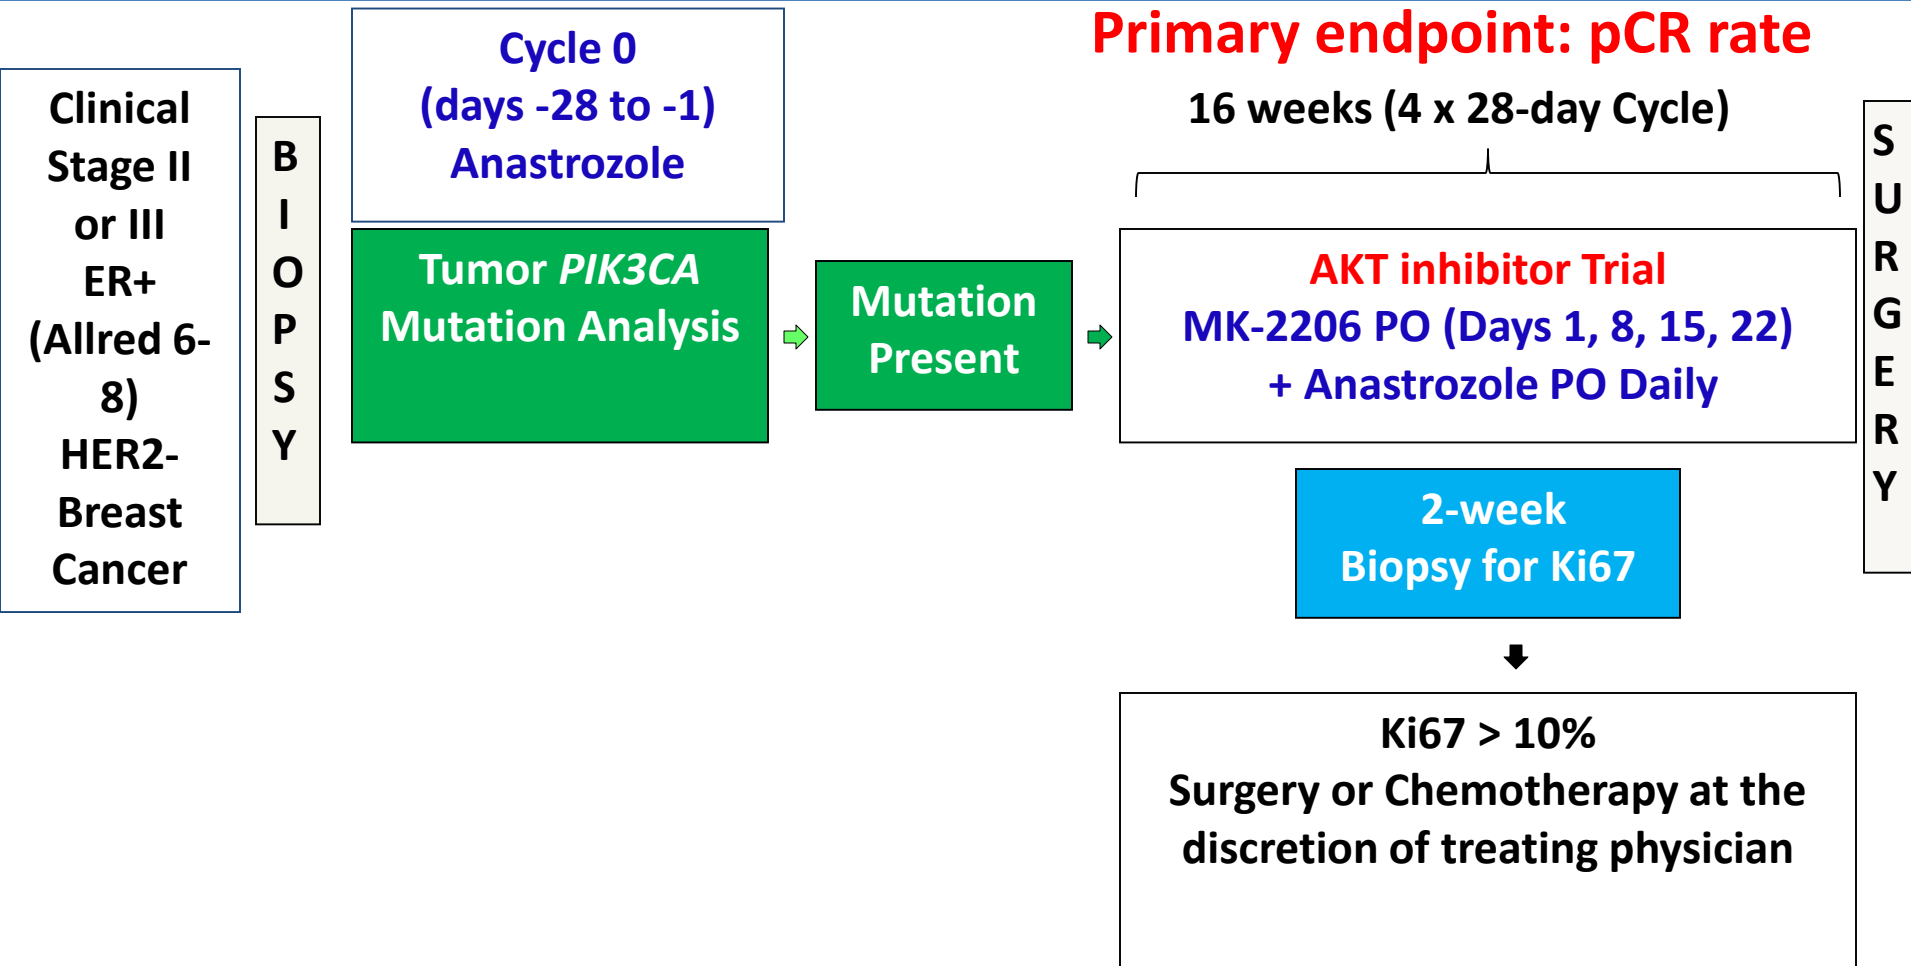 Primary endpoint: pCR rate
Clinical
Stage II
or III
ER+
(Allred 6-
8)
HER2-
Breast
Cancer
B
I
O
P
S
Y
Cycle 0
(days -28 to -1)
Anastrozole
Tumor PIK3CA
Mutation Analysis
Mutation
Present
16 weeks (4 x 28-day Cycle)
AKT inhibitor Trial
MK-2206 PO (Days 1, 8, 15, 22)
+ Anastrozole PO Daily
2-week
Biopsy for Ki67
Ki67 > 10%
Surgery or Chemotherapy at the
discretion of treating physician
S
U
R
G
E
R
Y